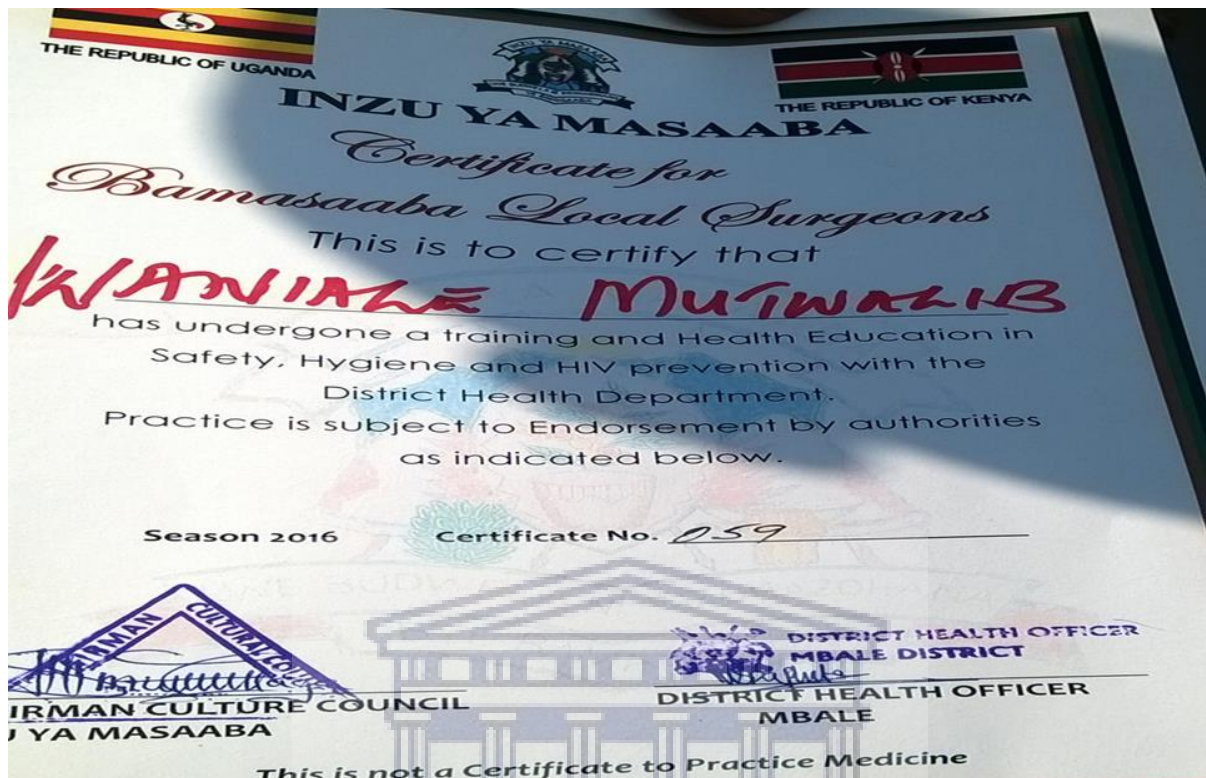 THE REPUBLIC OF UGANDA
THE REPUBLIC OF KENYA
INZU YA MASAABA
Certificate for
Bamasaaba Local Surgeons
This is to certify that
WANIALE MUTWALIB
has undergone a training and Health Education in
Safety, Hygiene and HIV prevention with the
District Health Department.
Practice is subject to Endorsement by authorities
as indicated below.
Season 2016 Certificate No. 059
CULTURAL
DISTRICT HEALTH OFFICER
MBALE DISTRICT
IRMAN CULTURE COUNCIL
YA MASAABA
DISTRICT HEALTH OFFICER
MBALE
This is not a Certificate to Practice Medicine